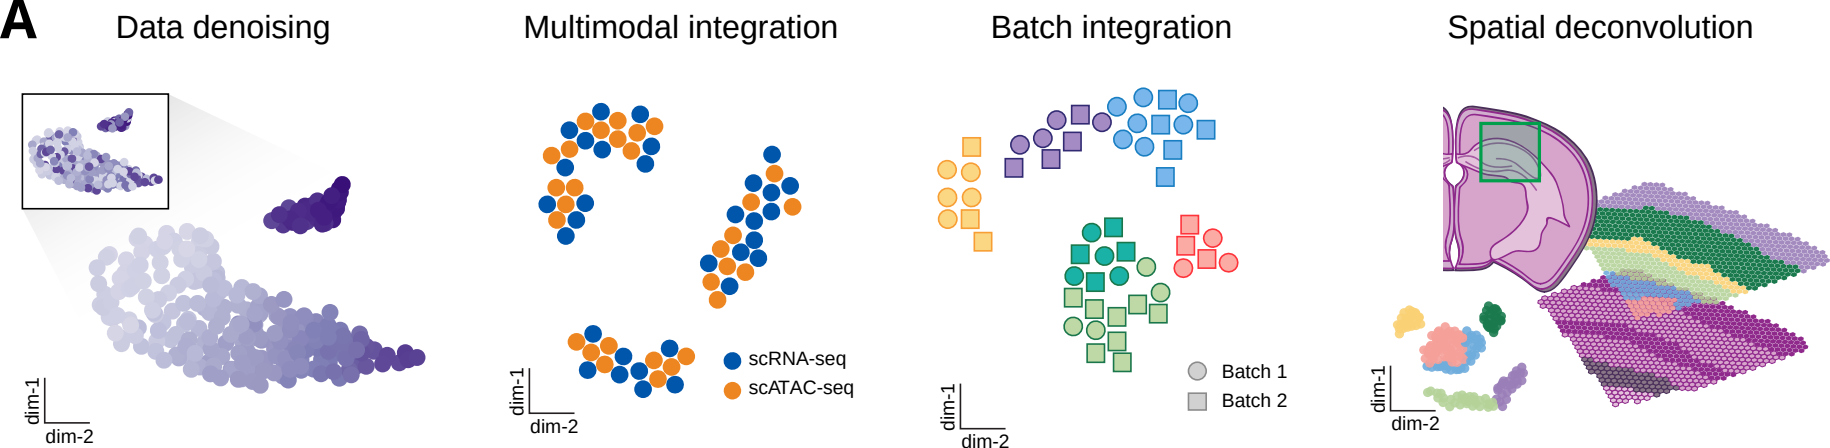 A
Data denoising
Multimodal integration
Batch integration
Spatial deconvolution
scRNA-seq
scATAC-seq
Batch 1
Batch 2
dim-1
dim-2
dim-1
dim-2
dim-1
dim-2
dim-1
dim-2